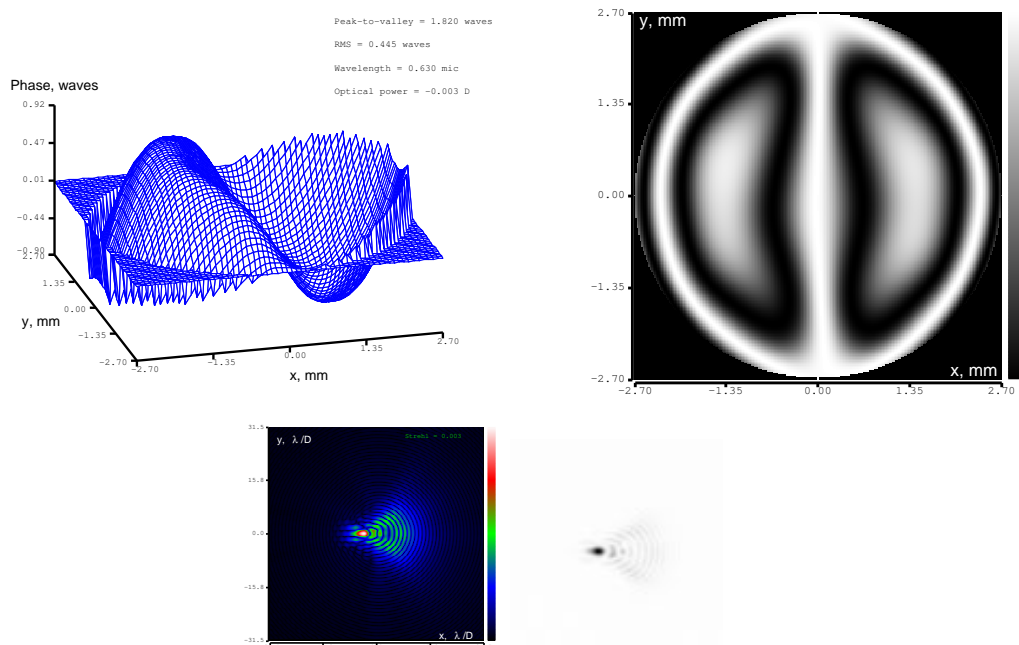 Peak-to-valley = 1.820 waves
RMS = 0.445 waves
Wavelength = 0.630 mic
Optical power = -0.003 D
Phase, waves
0.92
0.47
0.01
-0.44
-0.90
2.70
1.35
0.00
-1.35
-2.70
y, mm
-2.70
-1.35
0.00
1.35
2.70
x, mm
2.70
y, mm
1.35
0.00
-1.35
-2.70
x, mm
-2.70
-1.35
0.00
1.35
2.70
31.5
y, λ/D
Strehl = 0.003
15.8
0.0
-15.8
-31.5
x, λ/D